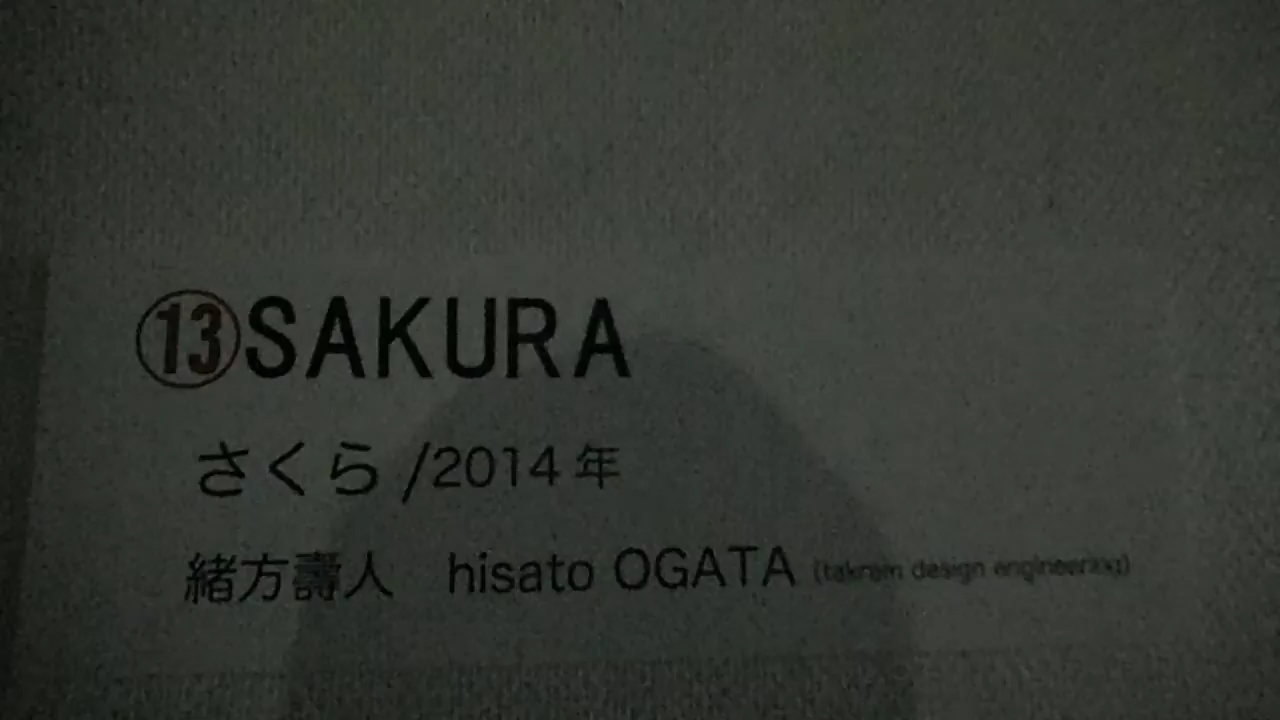 ⑬SAKURA
さくら/2014年
緒方壽人　hisato OGATA (takram design engineering)